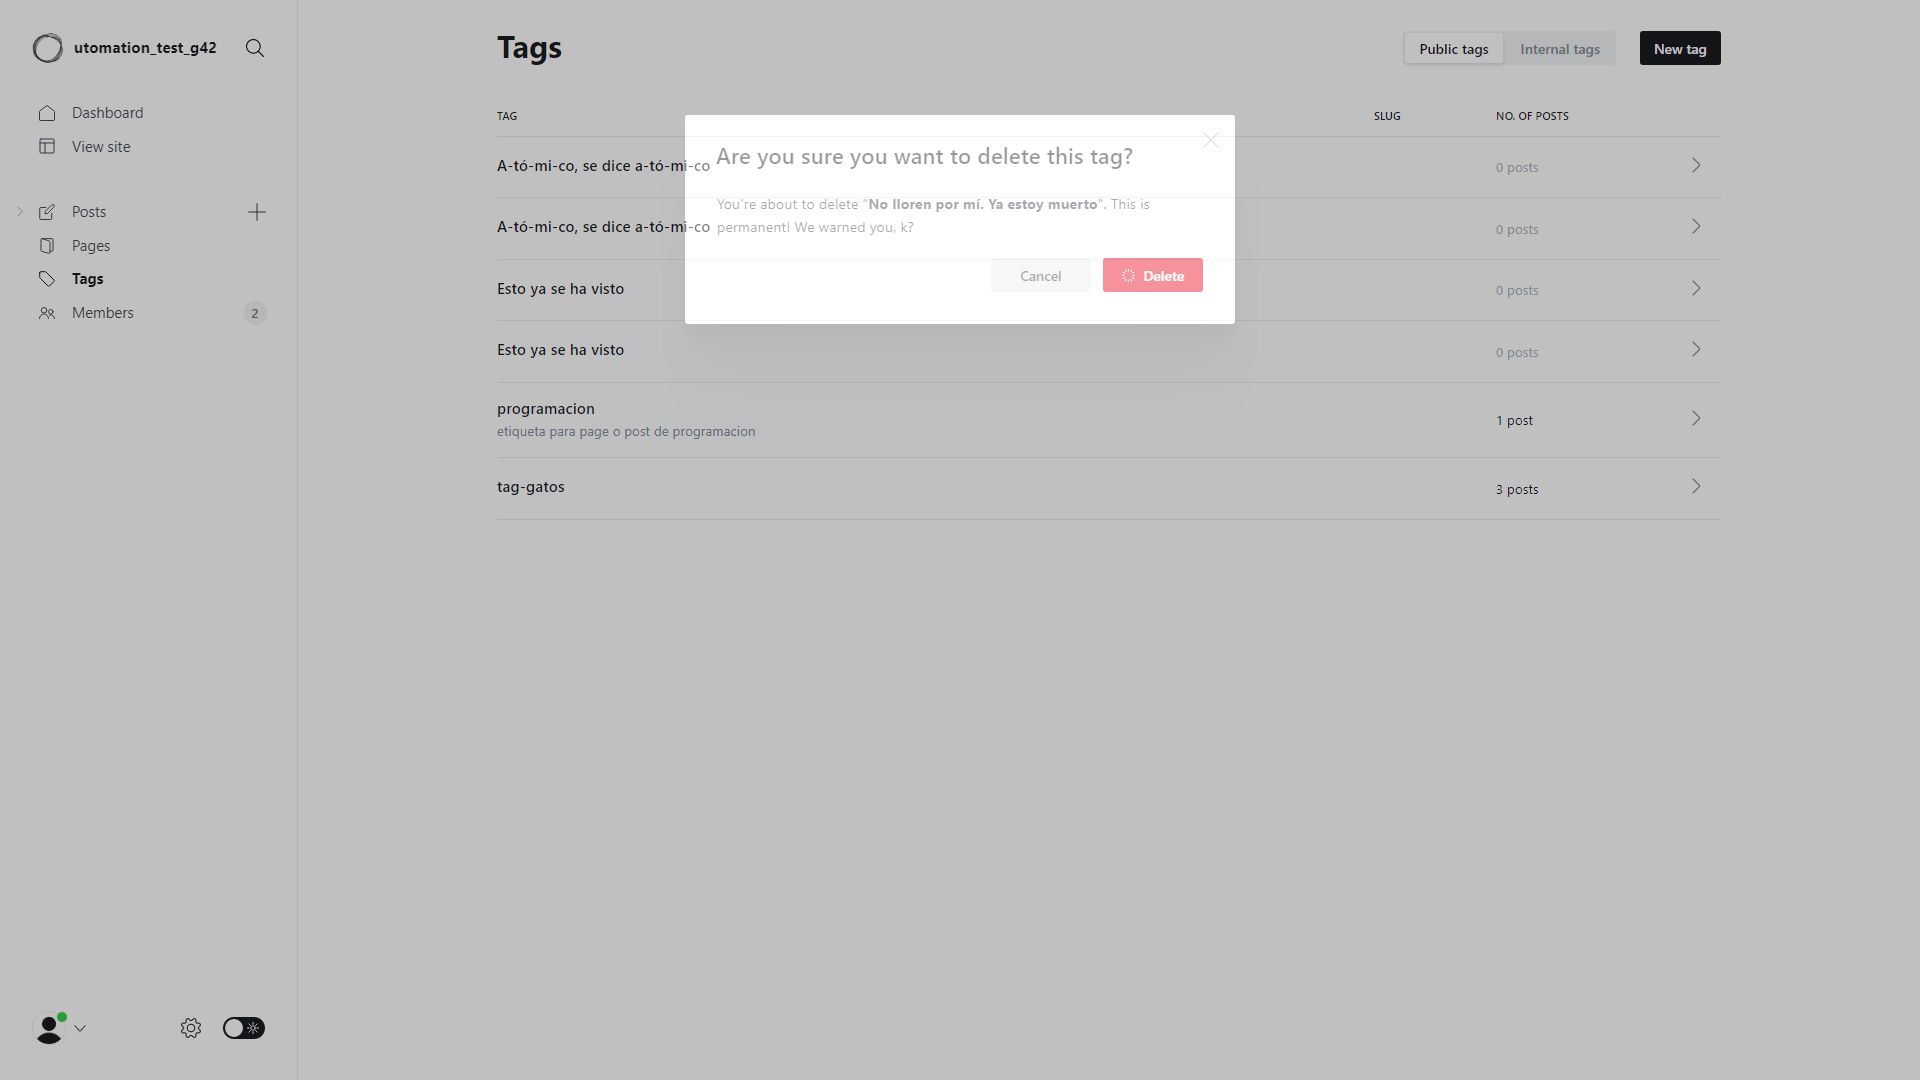 utomation_test_g42
Dashboard
View site
Posts
Pages
Tags
Members
2
Tags
Public tags
Internal tags
New tag
TAG
SLUG
NO. OF POSTS
A-tó-mi-co, se dice a-tó-mi-co
0 posts
A-tó-mi-co, se dice a-tó-mi-co
0 posts
Esto ya se ha visto
0 posts
Esto ya se ha visto
0 posts
programacion
etiqueta para page o post de programacion
1 post
tag-gatos
3 posts
Are you sure you want to delete this tag?
You're about to delete "No lloren por mí. Ya estoy muerto". This is
permanent! We warned you, k?
Cancel
Delete